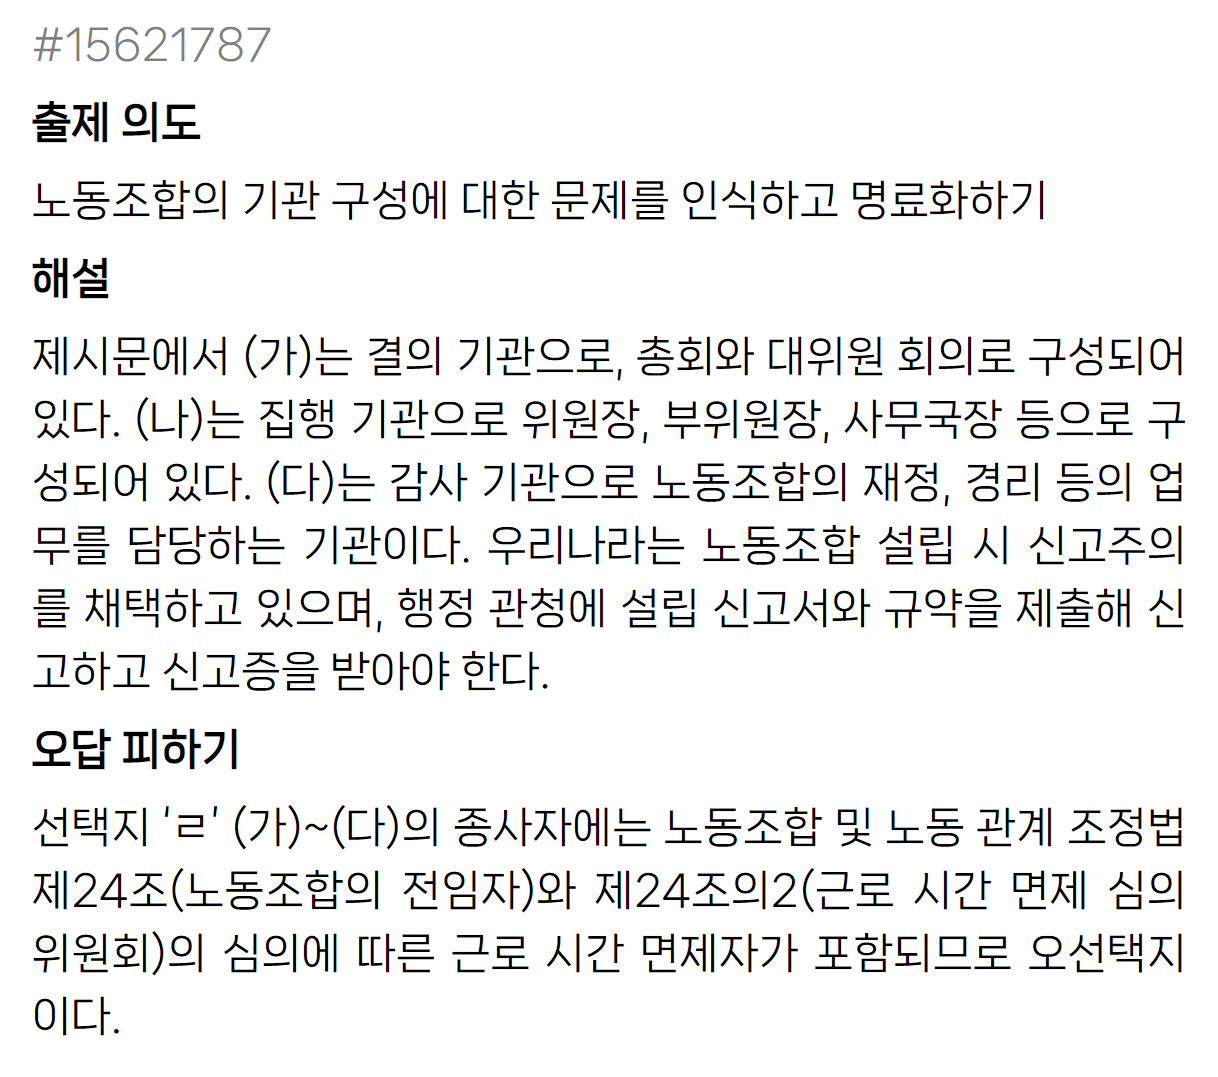 #15621787
출제 의도
노동조합의 기관 구성에 대한 문제를 인식하고 명료화하기
해설
제시문에서 (가)는 결의 기관으로, 총회와 대위원 회의로 구성되어
있다. (나)는 집행 기관으로 위원장, 부위원장, 사무국장 등으로 구
성되어 있다. (다)는 감사 기관으로 노동조합의 재정, 경리 등의 업
무를 담당하는 기관이다. 우리나라는 노동조합 설립 시 신고주의
를 채택하고 있으며, 행정 관청에 설립 신고서와 규약을 제출해 신
고하고 신고증을 받아야 한다.
오답 피하기
선택지 ‘ㄹ’ (가)~(다)의 종사자에는 노동조합 및 노동 관계 조정법
제24조(노동조합의 전임자)와 제24조의2(근로 시간 면제 심의
위원회)의 심의에 따른 근로 시간 면제자가 포함되므로 오선택지
이다.